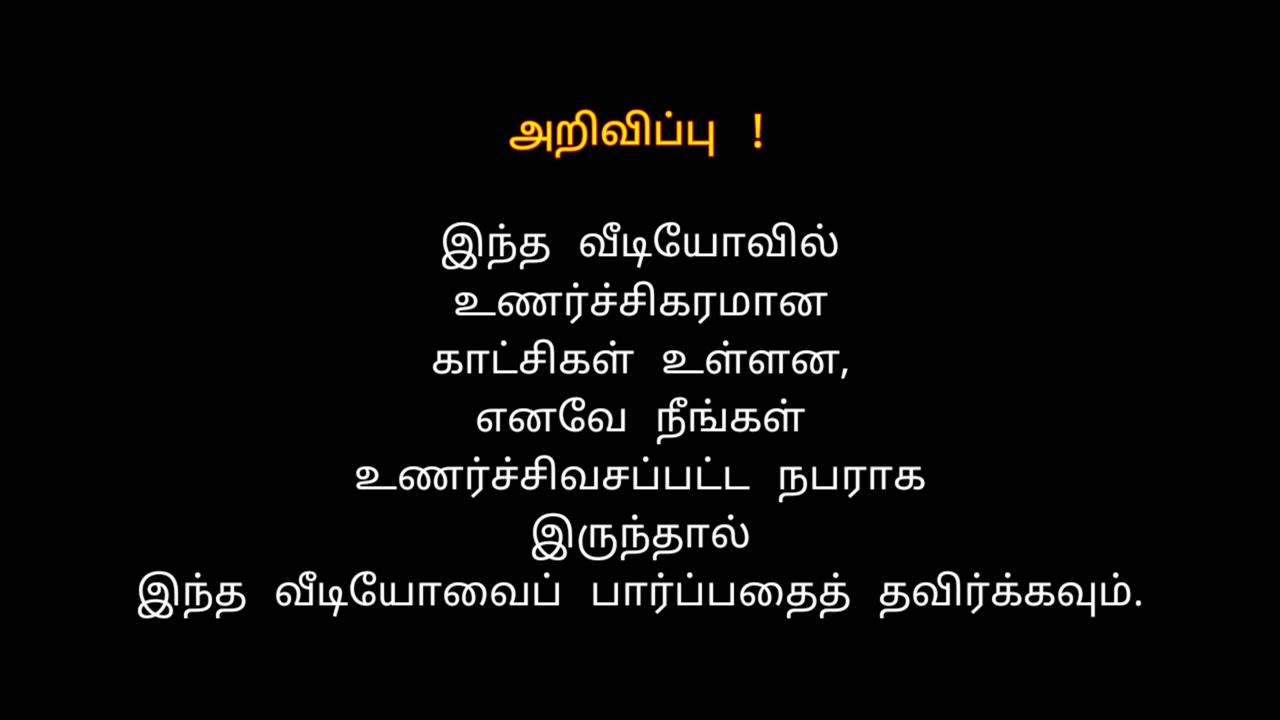 அறிவிப்பு !
இந்த வீடியோவில்
உணர்ச்சிகரமான
காட்சிகள் உள்ளன,
எனவே நீங்கள்
உணர்ச்சிவசப்பட்ட நபராக
இருந்தால்
இந்த வீடியோவைப் பார்ப்பதைத் தவிர்க்கவும்.